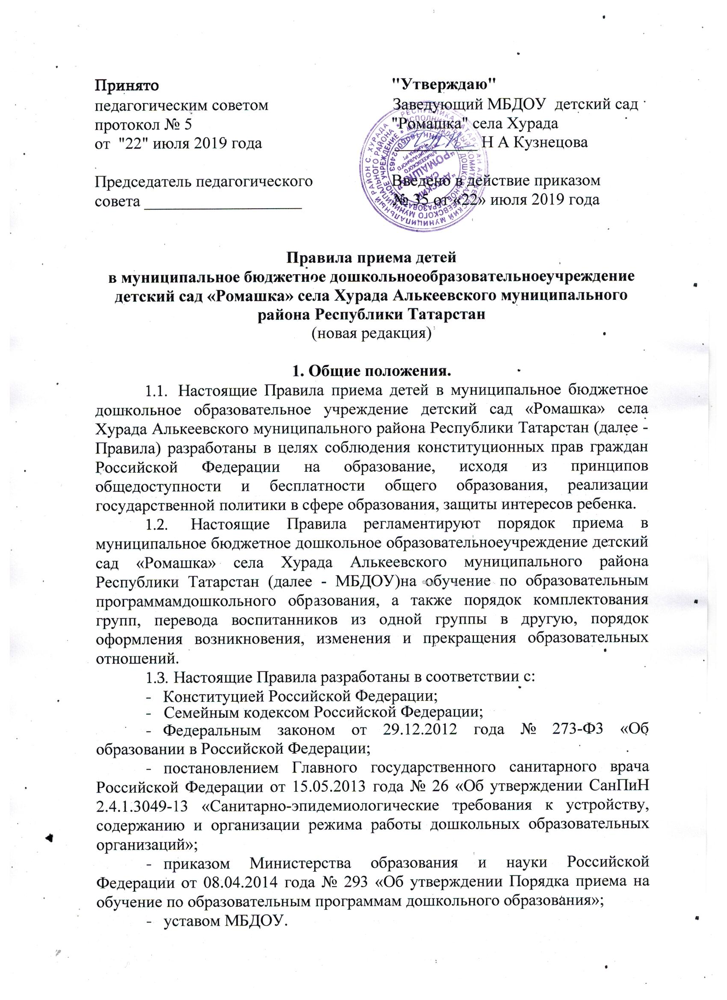 Принято
педагогическим советом
протокол № 5
от "22" июля 2019 года
Председатель педагогического
совета ___________________
"Утверждаю"
Заведующий МБДОУ детский сад
"Ромашка" села Хурада
__________ Н А Кузнецова
Введено в действие приказом
№ 35 от «22» июля 2019 года
Правила приема детей
в муниципальное бюджетное дошкольноеобразовательноеучреждение
детский сад «Ромашка» села Хурада Алькеевского муниципального
района Республики Татарстан
(новая редакция)
1. Общие положения.
1.1. Настоящие Правила приема детей в муниципальное бюджетное
дошкольное образовательное учреждение детский сад «Ромашка» села
Хурада Алькеевского муниципального района Республики Татарстан (далее -
Правила) разработаны в целях соблюдения конституционных прав граждан
Российской Федерации на образование, исходя из принципов
общедоступности и бесплатности общего образования, реализации
государственной политики в сфере образования, защиты интересов ребенка.
1.2. Настоящие Правила регламентируют порядок приема в
муниципальное бюджетное дошкольное образовательноеучреждение детский
сад «Ромашка» села Хурада Алькеевского муниципального района
Республики Татарстан (далее - МБДОУ)на обучение по образовательным
программамдошкольного образования, а также порядок комплектования
групп, перевода воспитанников из одной группы в другую, порядок
оформления возникновения, изменения и прекращения образовательных
отношений.
1.3. Настоящие Правила разработаны в соответствии с:
- Конституцией Российской Федерации;
- Семейным кодексом Российской Федерации;
- Федеральным законом от 29.12.2012 года № 273-ФЗ «Об
образовании в Российской Федерации;
- постановлением Главного государственного санитарного врача
Российской Федерации от 15.05.2013 года № 26 «Об утверждении СанПиН
2.4.1.3049-13 «Санитарно-эпидемиологические требования к устройству,
содержанию и организации режима работы дошкольных образовательных
организаций»;
- приказом Министерства образования и науки Российской
Федерации от 08.04.2014 года № 293 «Об утверждении Порядка приема на
обучение по образовательным программам дошкольного образования»;
- уставом МБДОУ.